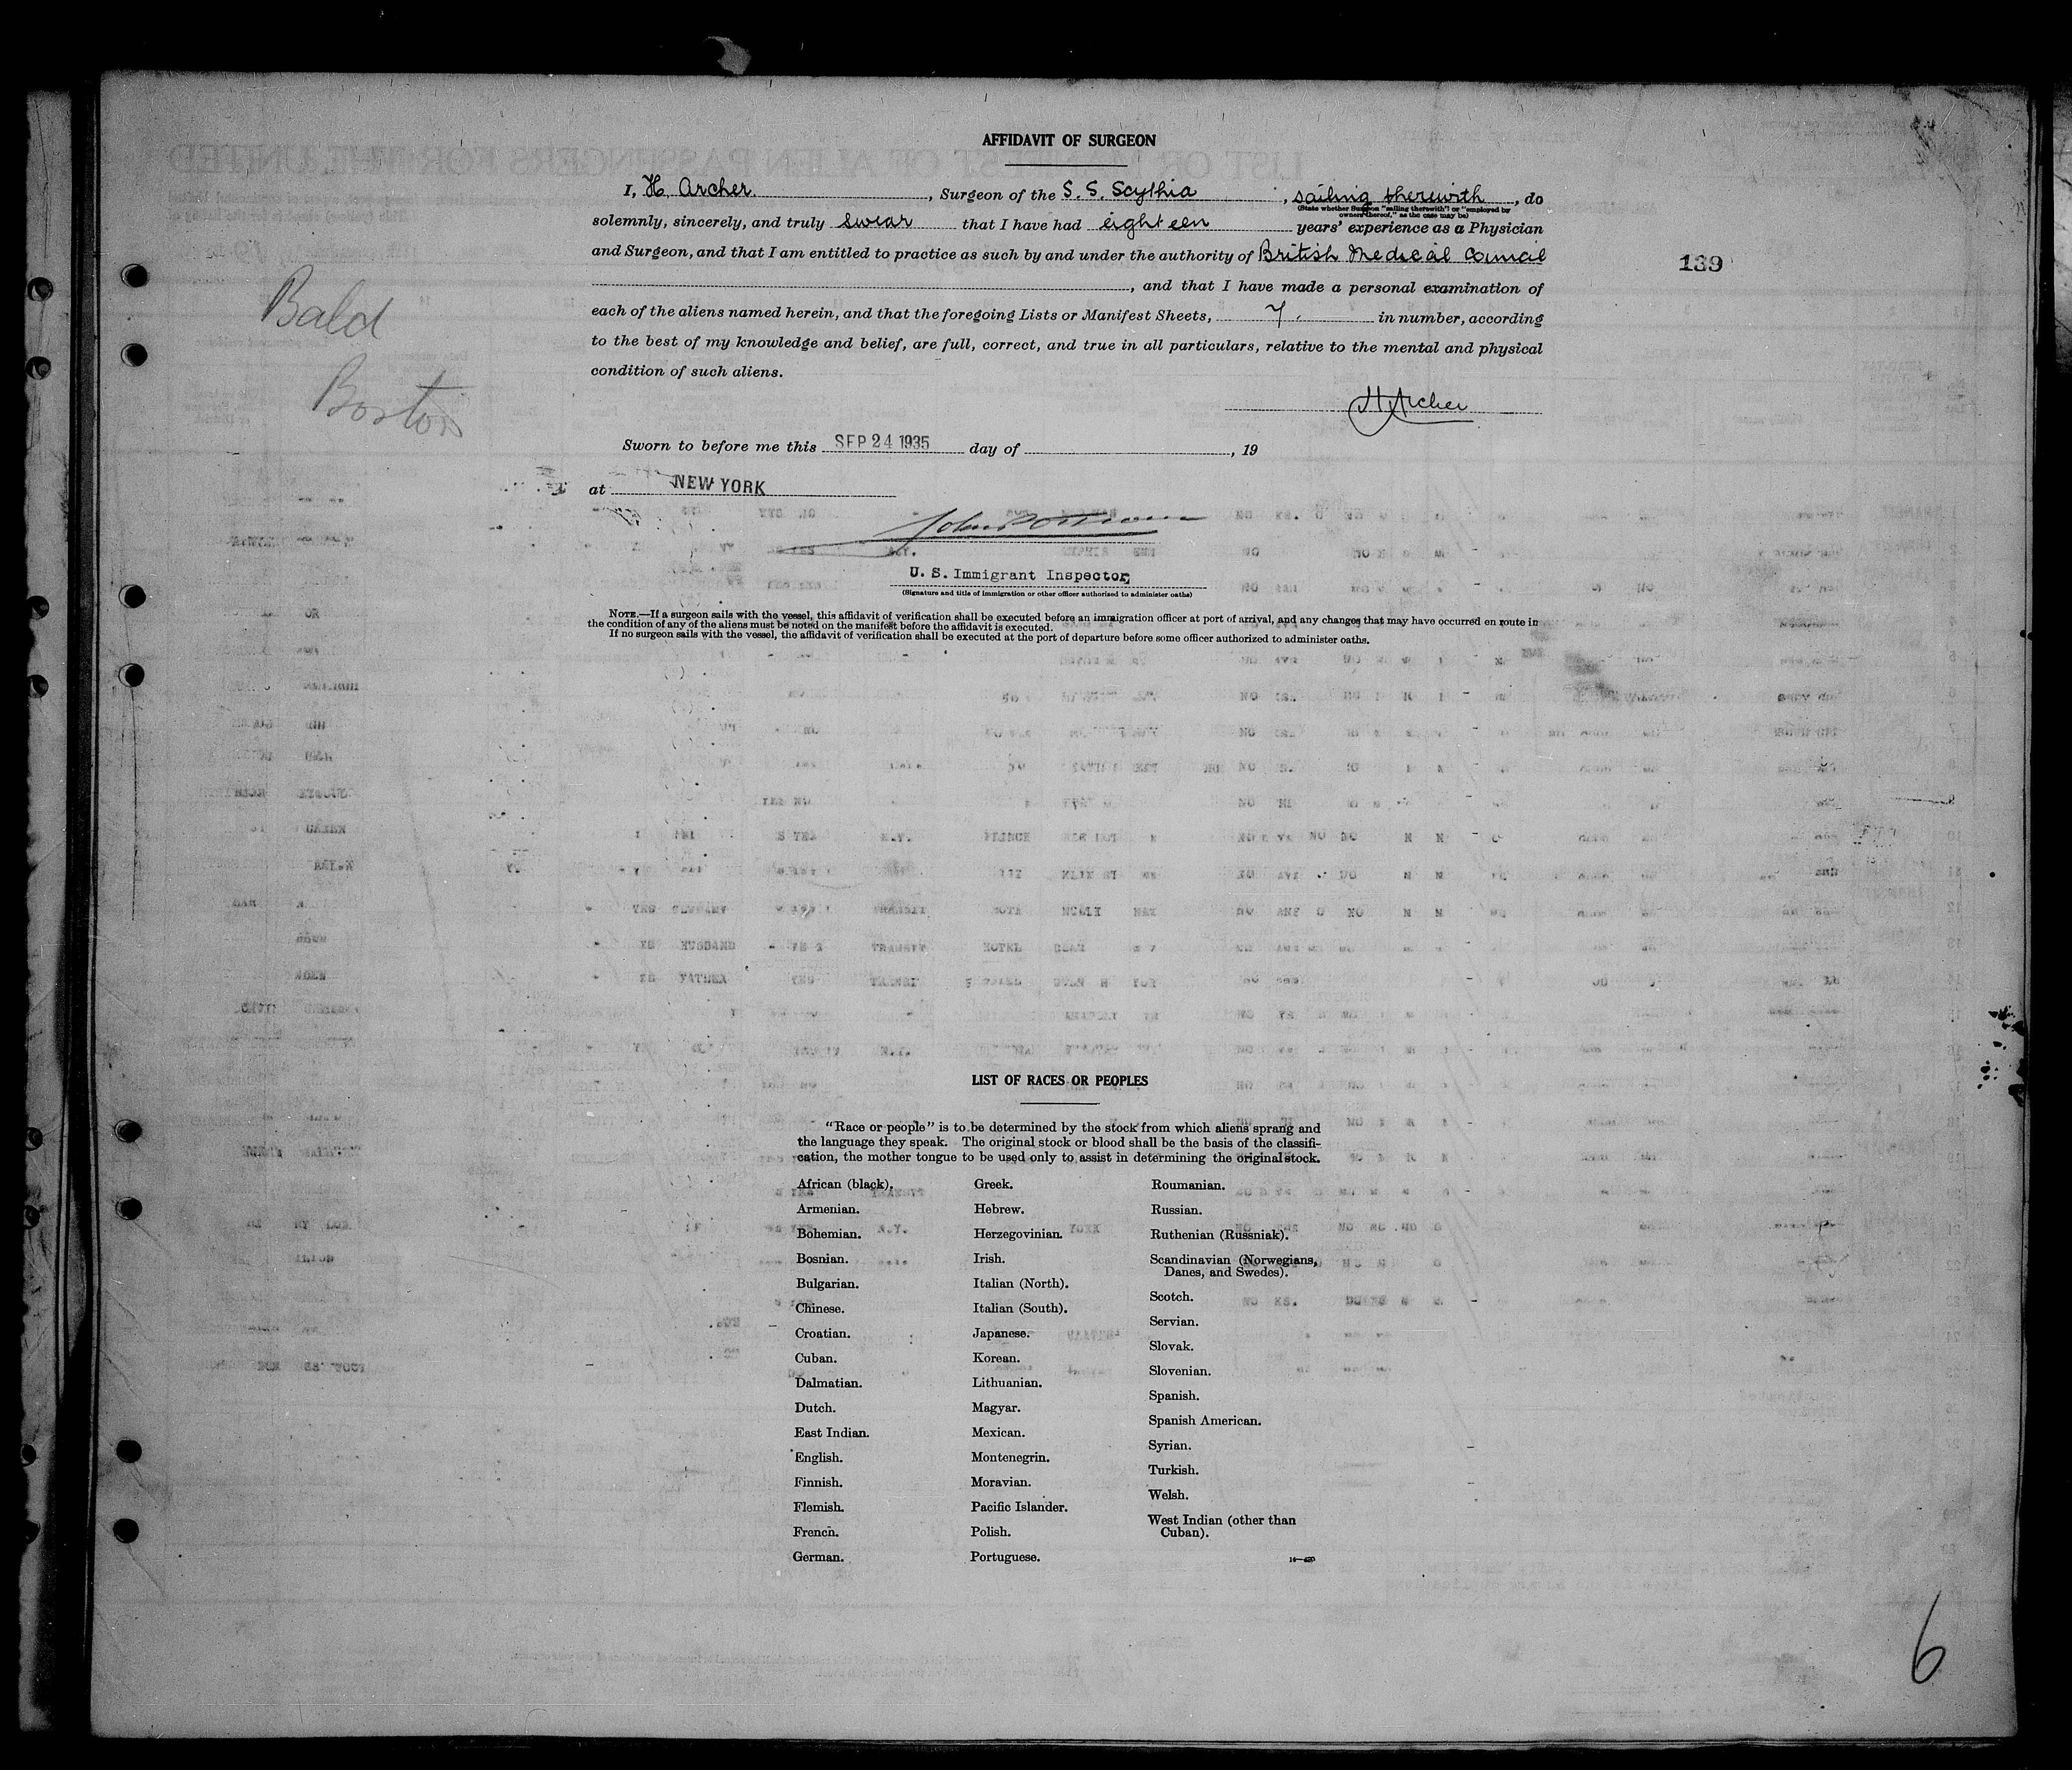 AFFIDAVIT OF SURGEON
I, H. Archer, Surgeon of the S. S. Scythia, sailing therewith, do
(State whether Surgeon "sailing therewith" or "employed by
owners thereof," as the case may be)
solemnly, sincerely, and truly swear that I have had eighteen years' experience as a Physician
and Surgeon, and that I am entitled to practice as such by and under the authority of British Medical Council
, and that I have made a personal examination of
each of the aliens named herein, and that the foregoing Lists or Manifest Sheets, 7. in number, according
to the best of my knowledge and belief, are full, correct, and true in all particulars, relative to the mental and physical
condition of such aliens.
139
Bald
Boston
H Archer
Sworn to before me this SEP 24 1935 day of , 19
at NEW YORK
U. S. Immigrant Inspector,
(Signature and title of immigration or other officer authorized to administer oaths)
NOTE.—If a surgeon sails with the vessel, this affidavit of verification shall be executed before an immigration officer at port of arrival, and any changes that may have occurred en route in
the condition of any of the aliens must be noted on the manifest before the affidavit is executed.
If no surgeon sails with the vessel, the affidavit of verification shall be executed at the port of departure before some officer authorized to administer oaths.
LIST OF RACES OR PEOPLES
"Race or people" is to be determined by the stock from which aliens sprang and
the language they speak. The original stock or blood shall be the basis of the classifi-
cation, the mother tongue to be used only to assist in determining the original stock.
African (black).
Armenian.
Bohemian.
Bosnian.
Bulgarian.
Chinese.
Croatian.
Cuban.
Dalmatian.
Dutch.
East Indian.
English.
Finnish.
Flemish.
French.
German.
Greek.
Hebrew.
Herzegovinian.
Irish.
Italian (North).
Italian (South).
Japanese.
Korean.
Lithuanian.
Magyar.
Mexican.
Montenegrin.
Moravian.
Pacific Islander.
Polish.
Portuguese.
Roumanian.
Russian.
Ruthenian (Russniak).
Scandinavian (Norwegians,
Danes, and Swedes).
Scotch.
Servian.
Slovak.
Slovenian.
Spanish.
Spanish American.
Syrian.
Turkish.
Welsh.
West Indian (other than
Cuban).
6